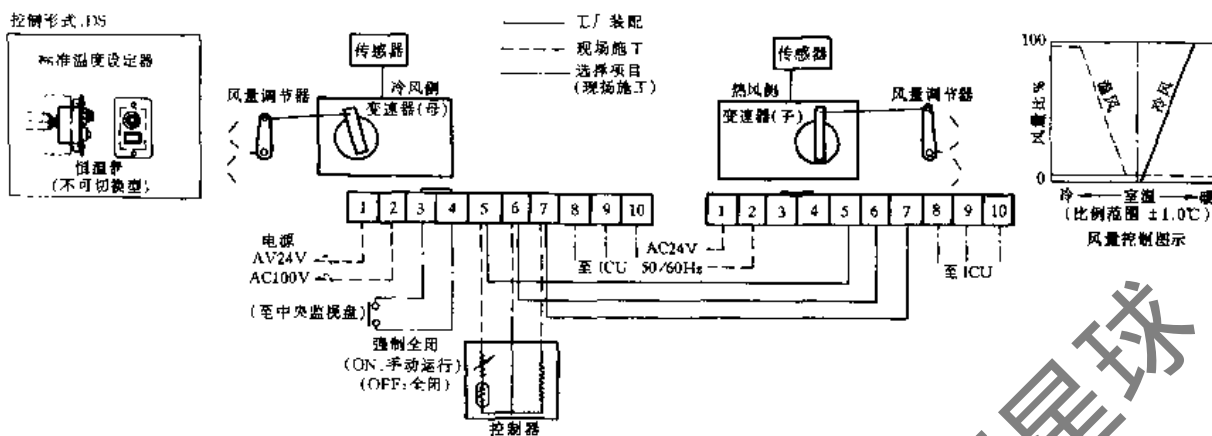 控制形式:DS
标准温度设定器
恒温器
(不可切换型)
传感器
冷风侧
风量调节器
变速器(母)
工厂装配
现场施工
选择项目
(现场施工)
传感器
热风侧
风量调节器
变速器(子)
100
风量比%
热风
冷风
0
冷
室温
暖
(比例范围 ±1.0℃)
风量控制图示
1 2 3 4 5 6 7 8 9 10
1 2 3 4 5 6 7 8 9 10
电源
AV24V
AC100V
至ICU
AC24V
50/60Hz
至ICU
(至中央监视盘)
强制全闭
(ON:手动运行)
(OFF:全闭)
控制器
星球